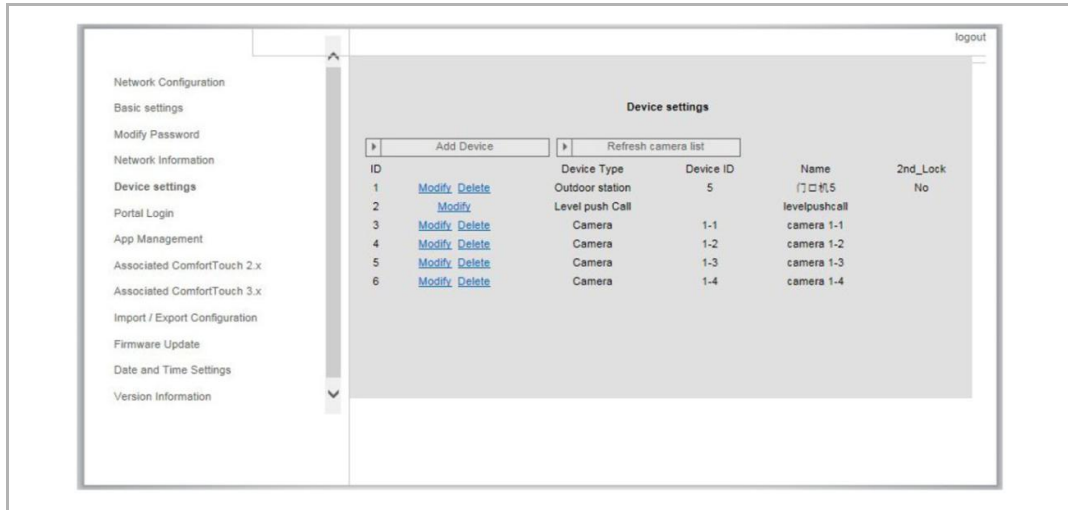 logout
Network Configuration
Basic settings
Modify Password
Network Information
Device settings
Portal Login
App Management
Associated ComfortTouch 2.x
Associated ComfortTouch 3.x
Import / Export Configuration
Firmware Update
Date and Time Settings
Version Information
Device settings
Add Device Refresh camera list
ID Device Type Device ID Name 2nd_Lock
1 Modify Delete Outdoor station 5 门口机5 No
2 Modify Level push Call levelpushcall
3 Modify Delete Camera 1-1 camera 1-1
4 Modify Delete Camera 1-2 camera 1-2
5 Modify Delete Camera 1-3 camera 1-3
6 Modify Delete Camera 1-4 camera 1-4